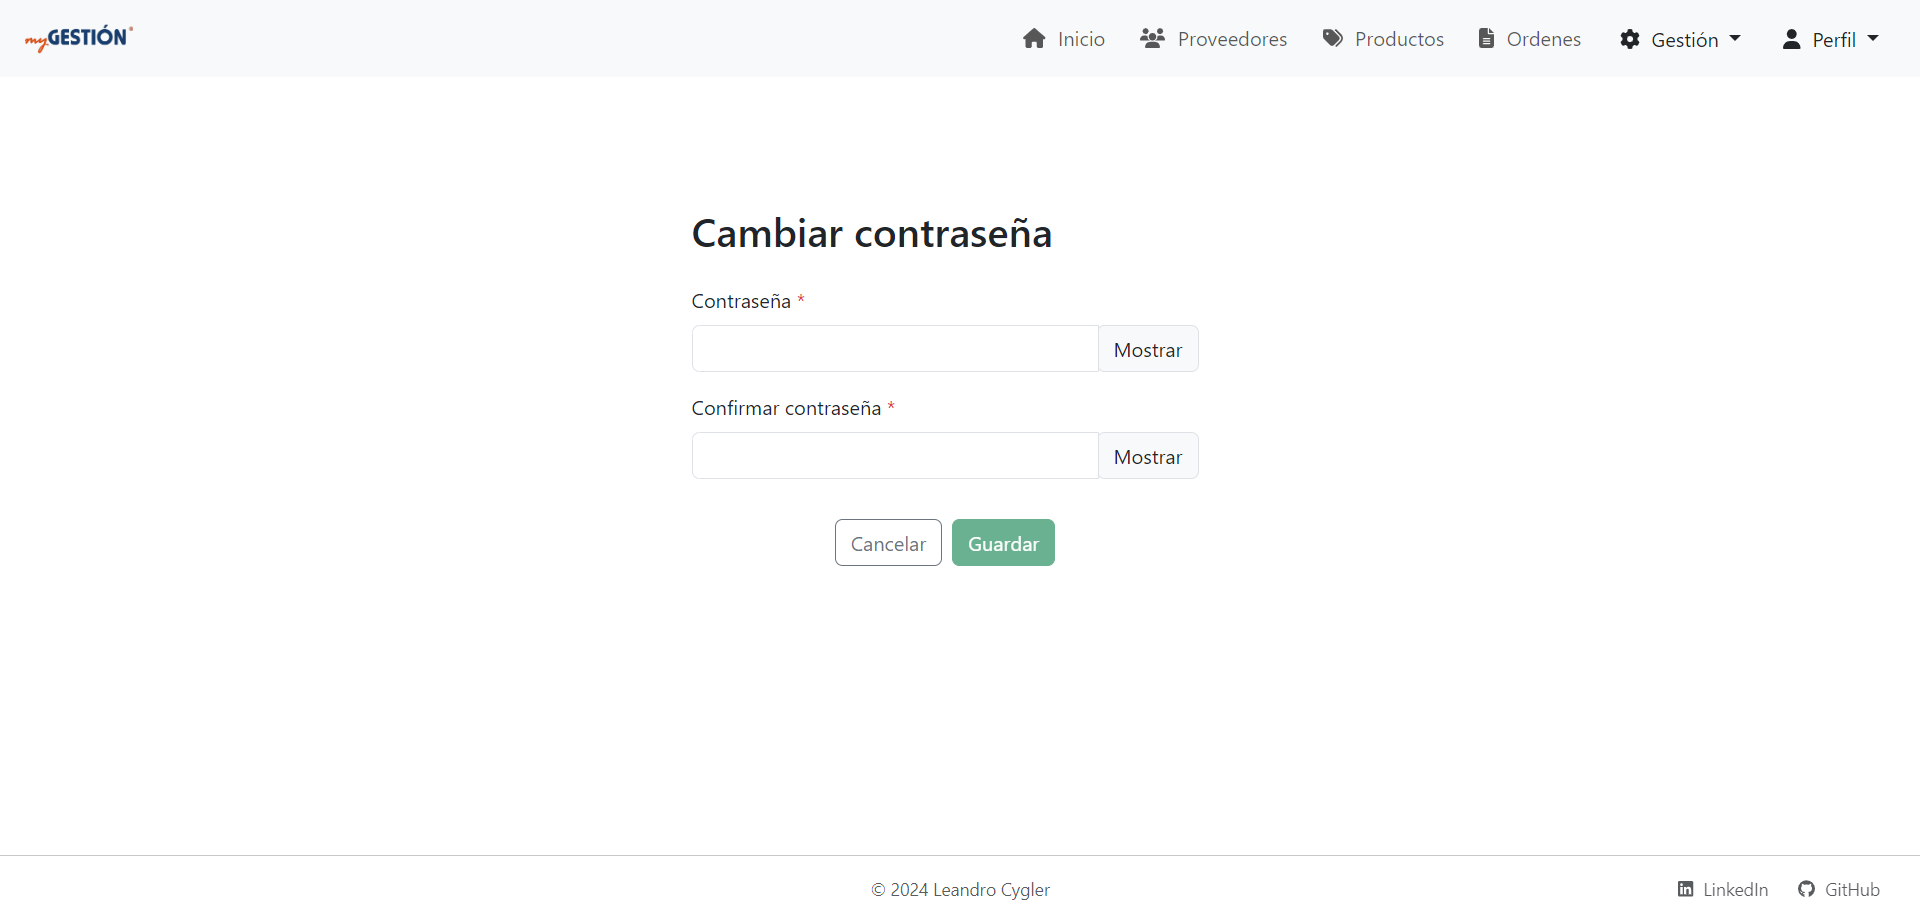 myGESTIÓN
Inicio Proveedores Productos Ordenes Gestión Perfil
Cambiar contraseña
Contraseña *
Mostrar
Confirmar contraseña *
Mostrar
Cancelar Guardar
© 2024 Leandro Cygler LinkedIn GitHub